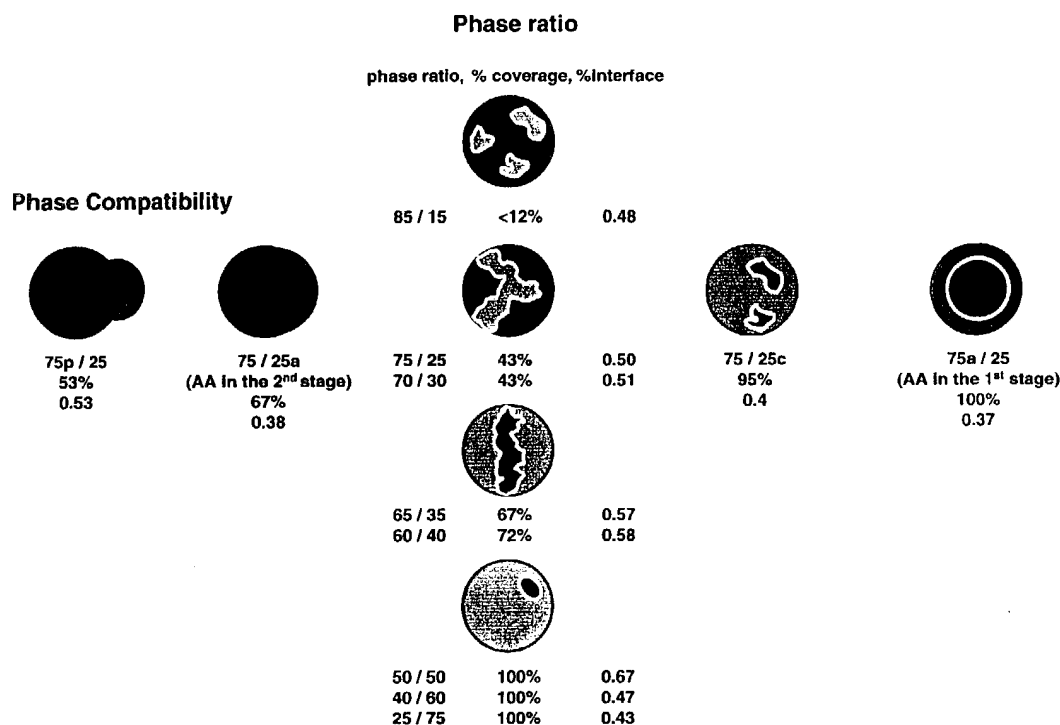 Phase ratio
phase ratio, % coverage, %interface
Phase Compatibility
85 / 15 <12% 0.48
75p / 25
53%
0.53
75 / 25a
(AA in the 2nd stage)
67%
0.38
75 / 25 43% 0.50
70 / 30 43% 0.51
75 / 25c
95%
0.4
75a / 25
(AA in the 1st stage)
100%
0.37
65 / 35 67% 0.57
60 / 40 72% 0.58
50 / 50 100% 0.67
40 / 60 100% 0.47
25 / 75 100% 0.43